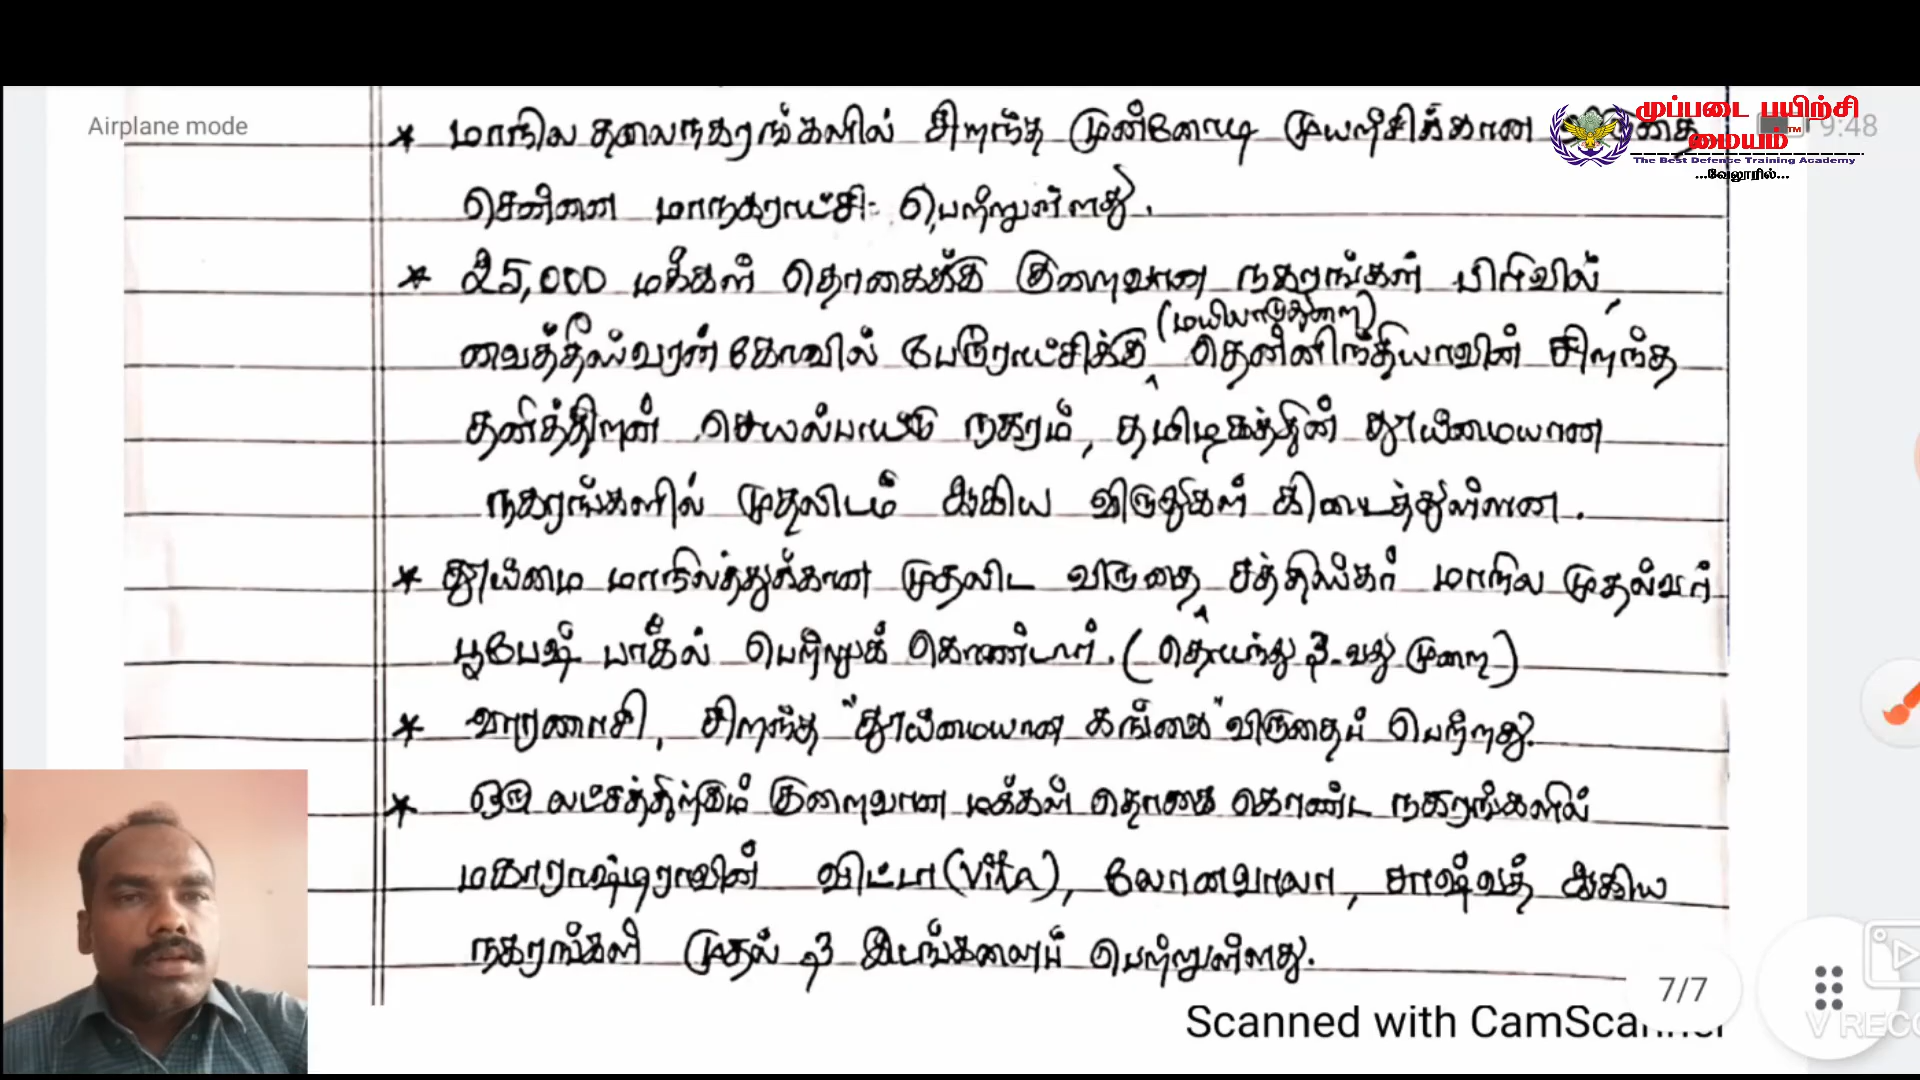 Airplane mode
முப்படை பயிற்சி
மையம்™
The Best Defense Training Academy
...வேலூரில்...
9:48
* மாநில தலைநகரங்களில் சிறந்த முன்னோடி முயற்சிக்கான
சென்னை மாநகராட்சி பெற்றுள்ளது.
* 25,000 மக்கள் தொகைக்கு குறைவான நகரங்கள் பிரிவில்,
(மயிலாடுதுறை)
வைத்தீஸ்வரன் கோவில் பேரூராட்சிக்கு தென்னிந்தியாவின் சிறந்த
தனித்திறன் செயல்பாட்டு நகரம், தமிழகத்தின் தூய்மையான
நகரங்களில் முதலிடம் ஆகிய விருதுகள் கிடைத்துள்ளன.
* தூய்மை மாநிலத்துக்கான முதலிட விருதை சத்தீஸ்கர் மாநில முதல்வர்
பூபேஷ் பாகேல் பெற்றுக் கொண்டார். (தொடர்ந்து 3-வது முறை)
* வாரணாசி, சிறந்த "தூய்மையான கங்கை" விருதைப் பெற்றது.
* ஒரு லட்சத்திற்கும் குறைவான மக்கள் தொகை கொண்ட நகரங்களில்
மகாராஷ்டிராவின் விட்டா (Vita), லோனவாலா, சாஷ்வத் ஆகிய
நகரங்களி முதல் 3 இடங்களைப் பெற்றுள்ளது.
7/7
Scanned with CamScanner
V RECO